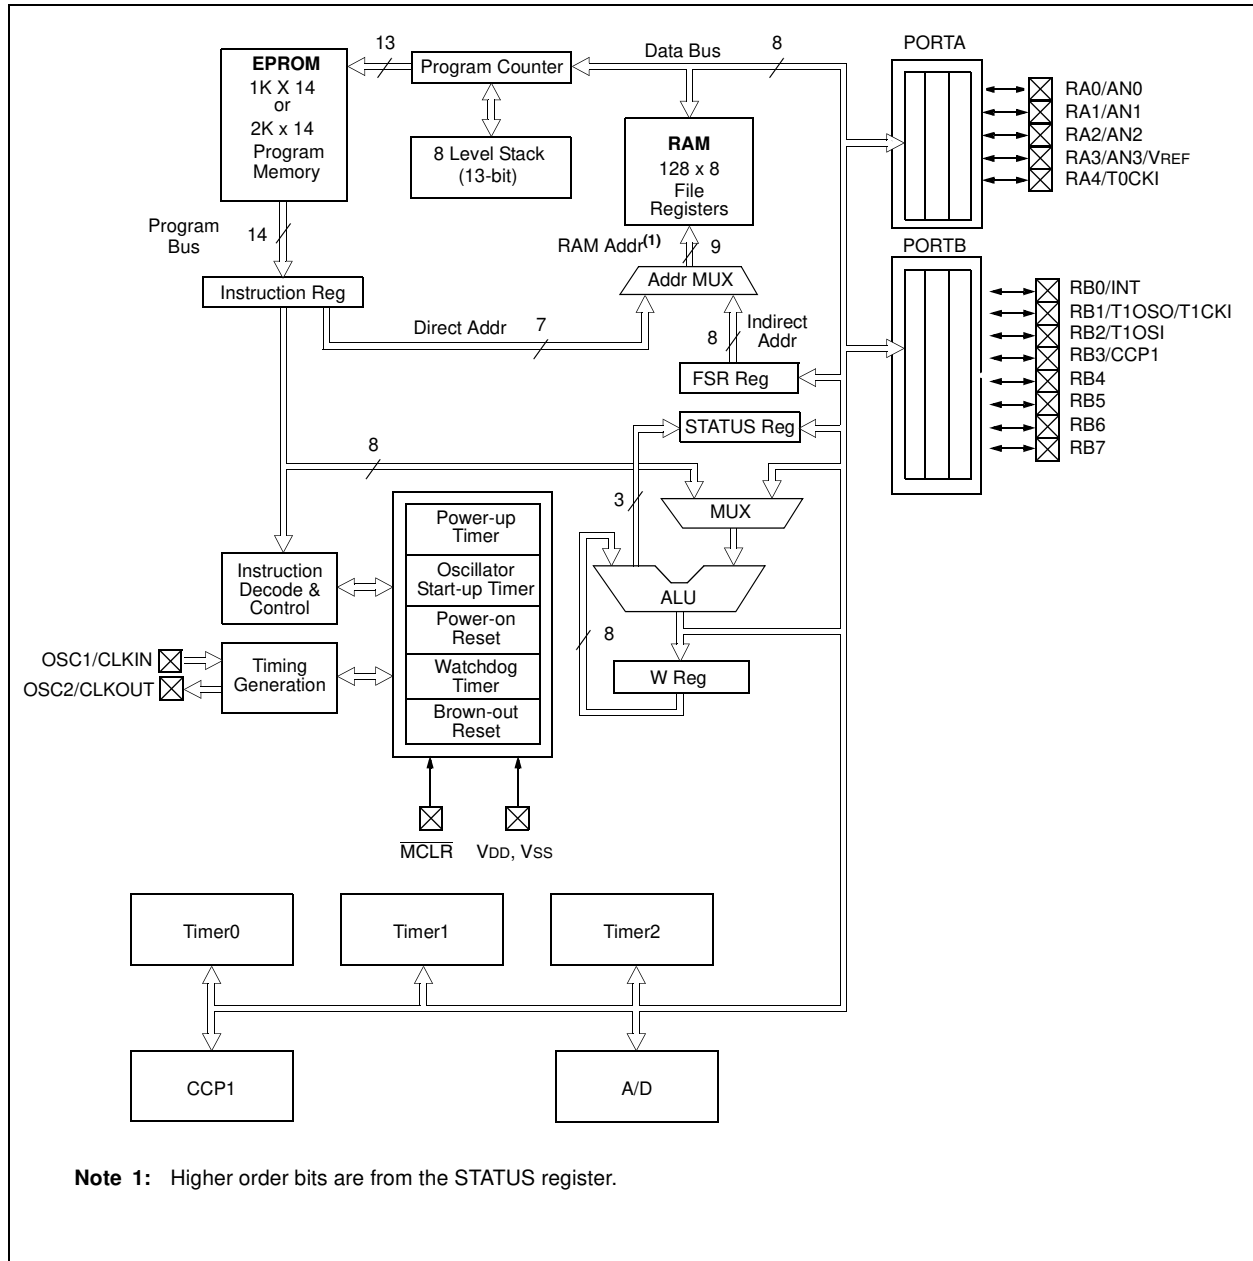 EPROM
1K X 14
or
2K x 14
Program
Memory
13
Program Counter
Data Bus
8
8 Level Stack
(13-bit)
RAM
128 x 8
File
Registers
PORTA
RA0/AN0
RA1/AN1
RA2/AN2
RA3/AN3/VREF
RA4/T0CKI
Program
Bus
14
RAM Addr(1)
9
Addr MUX
PORTB
RB0/INT
RB1/T1OSO/T1CKI
RB2/T1OSI
RB3/CCP1
RB4
RB5
RB6
RB7
Instruction Reg
Direct Addr
7
8
Indirect
Addr
FSR Reg
STATUS Reg
8
3
MUX
Power-up
Timer
Oscillator
Start-up Timer
Power-on
Reset
Watchdog
Timer
Brown-out
Reset
Instruction
Decode &
Control
ALU
8
W Reg
OSC1/CLKIN
OSC2/CLKOUT
Timing
Generation
MCLR
VDD, VSS
Timer0
Timer1
Timer2
CCP1
A/D
Note 1: Higher order bits are from the STATUS register.